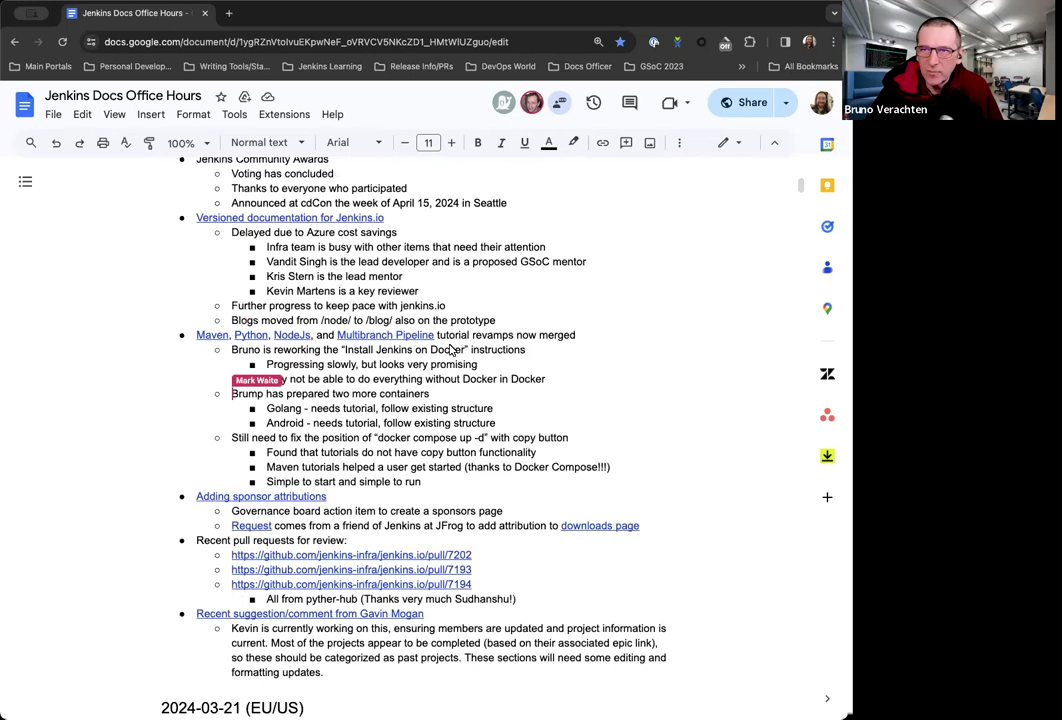 Jenkins Docs Office Hours -
docs.google.com/document/d/1ygRZnVtoIvuEKpwNeF_oVRVCV5NKcZD1_HMtWIUZguo/edit
Off
Main Portals
Personal Develop...
Writing Tools/Sta...
Jenkins Learning
Release Info/PRs
DevOps World
Docs Officer
GSoC 2023
All Bookmarks
Bruno Verachten
Jenkins Docs Office Hours
File Edit View Insert Format Tools Extensions Help
Share
100% Normal text Arial 11 B I U A
Jenkins Community Awards
Voting has concluded
Thanks to everyone who participated
Announced at cdCon the week of April 15, 2024 in Seattle
Versioned documentation for Jenkins.io
Delayed due to Azure cost savings
Infra team is busy with other items that need their attention
Vandit Singh is the lead developer and is a proposed GSoC mentor
Kris Stern is the lead mentor
Kevin Martens is a key reviewer
Further progress to keep pace with jenkins.io
Blogs moved from /node/ to /blog/ also on the prototype
Maven, Python, NodeJs, and Multibranch Pipeline tutorial revamps now merged
Bruno is reworking the “Install Jenkins on Docker” instructions
Progressing slowly, but looks very promising
Mark Waite
not be able to do everything without Docker in Docker
Brump has prepared two more containers
Golang - needs tutorial, follow existing structure
Android - needs tutorial, follow existing structure
Still need to fix the position of “docker compose up -d” with copy button
Found that tutorials do not have copy button functionality
Maven tutorials helped a user get started (thanks to Docker Compose!!!)
Simple to start and simple to run
Adding sponsor attributions
Governance board action item to create a sponsors page
Request comes from a friend of Jenkins at JFrog to add attribution to downloads page
Recent pull requests for review:
https://github.com/jenkins-infra/jenkins.io/pull/7202
https://github.com/jenkins-infra/jenkins.io/pull/7193
https://github.com/jenkins-infra/jenkins.io/pull/7194
All from pyther-hub (Thanks very much Sudhanshu!)
Recent suggestion/comment from Gavin Mogan
Kevin is currently working on this, ensuring members are updated and project information is
current. Most of the projects appear to be completed (based on their associated epic link),
so these should be categorized as past projects. These sections will need some editing and
formatting updates.
2024-03-21 (EU/US)